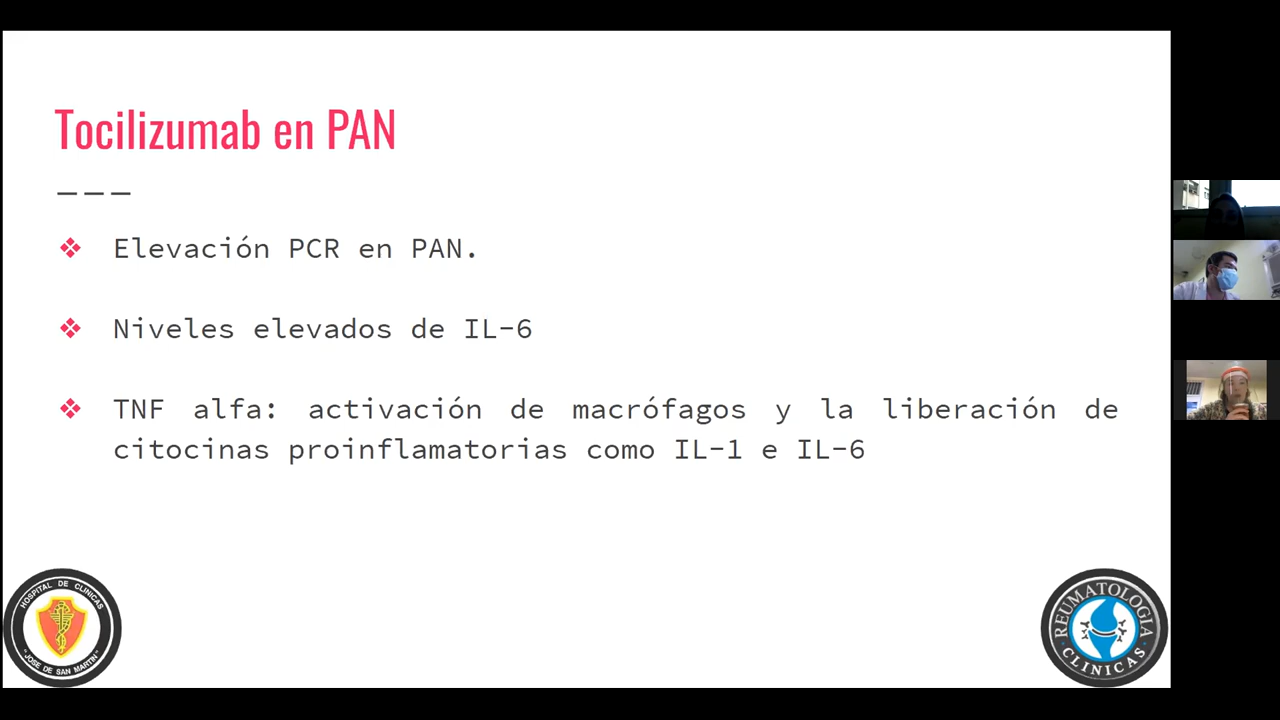 Tocilizumab en PAN
❖ Elevación PCR en PAN.
❖ Niveles elevados de IL-6
❖ TNF alfa: activación de macrófagos y la liberación de
citocinas proinflamatorias como IL-1 e IL-6
HOSPITAL DE CLINICAS
"JOSE DE SAN MARTIN"
REUMATOLOGIA
CLINICAS